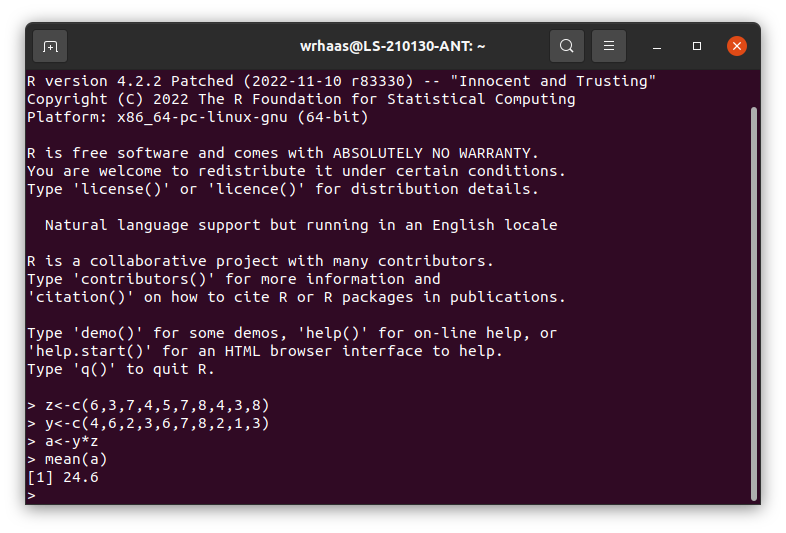 wrhaas@LS-210130-ANT: ~
R version 4.2.2 Patched (2022-11-10 r83330) -- "Innocent and Trusting"
Copyright (C) 2022 The R Foundation for Statistical Computing
Platform: x86_64-pc-linux-gnu (64-bit)

R is free software and comes with ABSOLUTELY NO WARRANTY.
You are welcome to redistribute it under certain conditions.
Type 'license()' or 'licence()' for distribution details.

  Natural language support but running in an English locale

R is a collaborative project with many contributors.
Type 'contributors()' for more information and
'citation()' on how to cite R or R packages in publications.

Type 'demo()' for some demos, 'help()' for on-line help, or
'help.start()' for an HTML browser interface to help.
Type 'q()' to quit R.

> z<-c(6,3,7,4,5,7,8,4,3,8)
> y<-c(4,6,2,3,6,7,8,2,1,3)
> a<-y*z
> mean(a)
[1] 24.6
>